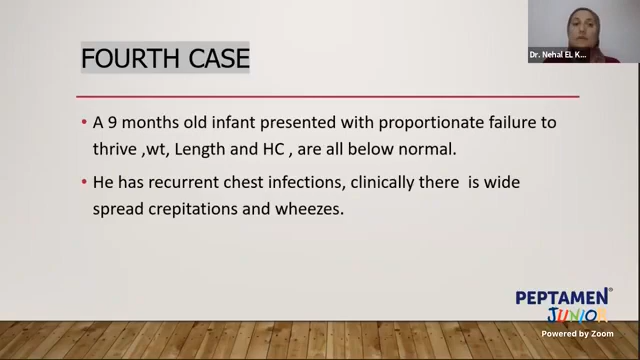 Dr. Nehal EL K...
FOURTH CASE
• A 9 months old infant presented with proportionate failure to
thrive ,wt, Length and HC , are all below normal.
• He has recurrent chest infections, clinically there is wide
spread crepitations and wheezes.
PEPTAMEN®
JUNIOR
Powered by Zoom